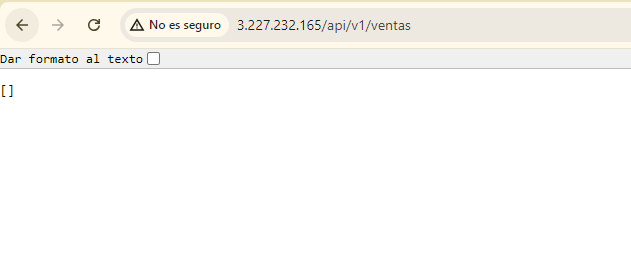 No es seguro 3.227.232.165/api/v1/ventas
Dar formato al texto
[]